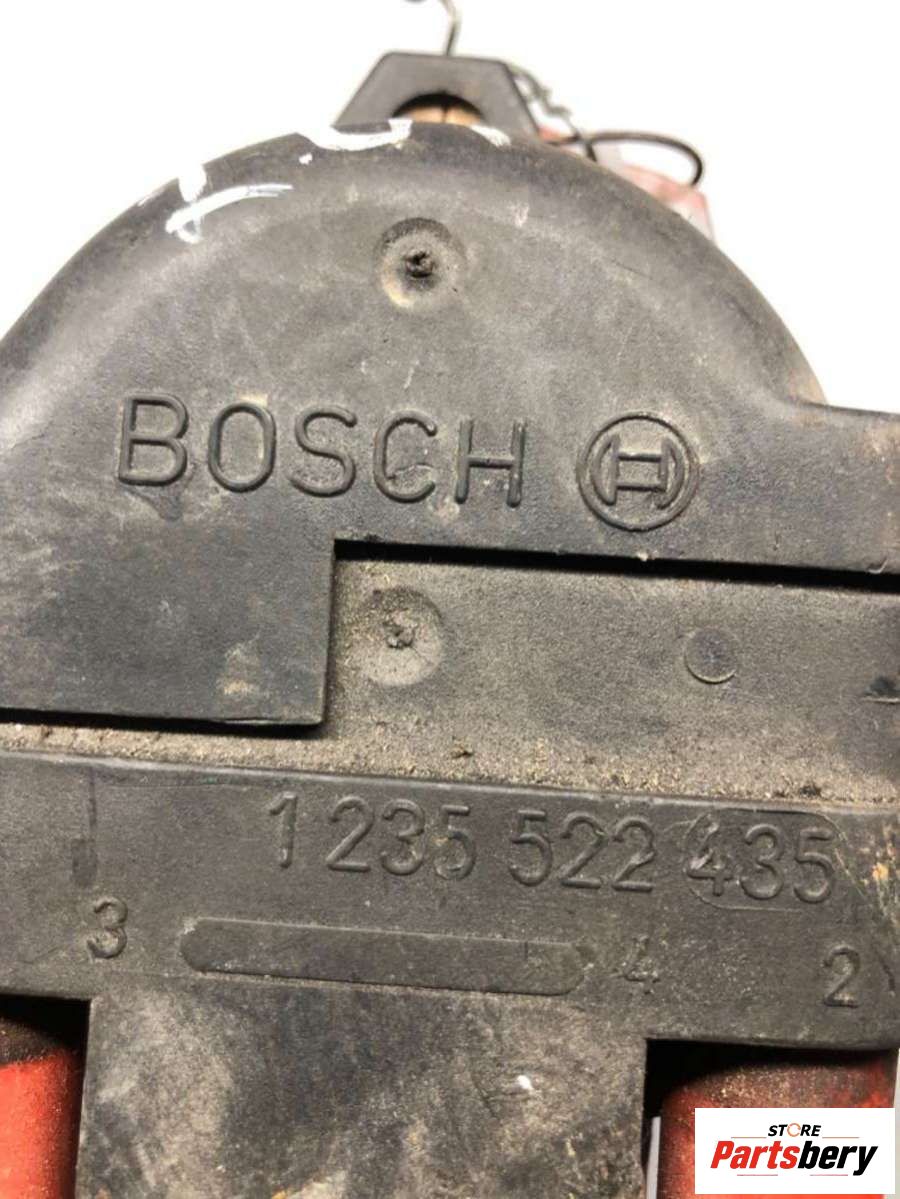 BOSCH
1 235 522 435
3 4 2
STORE
Partsbery